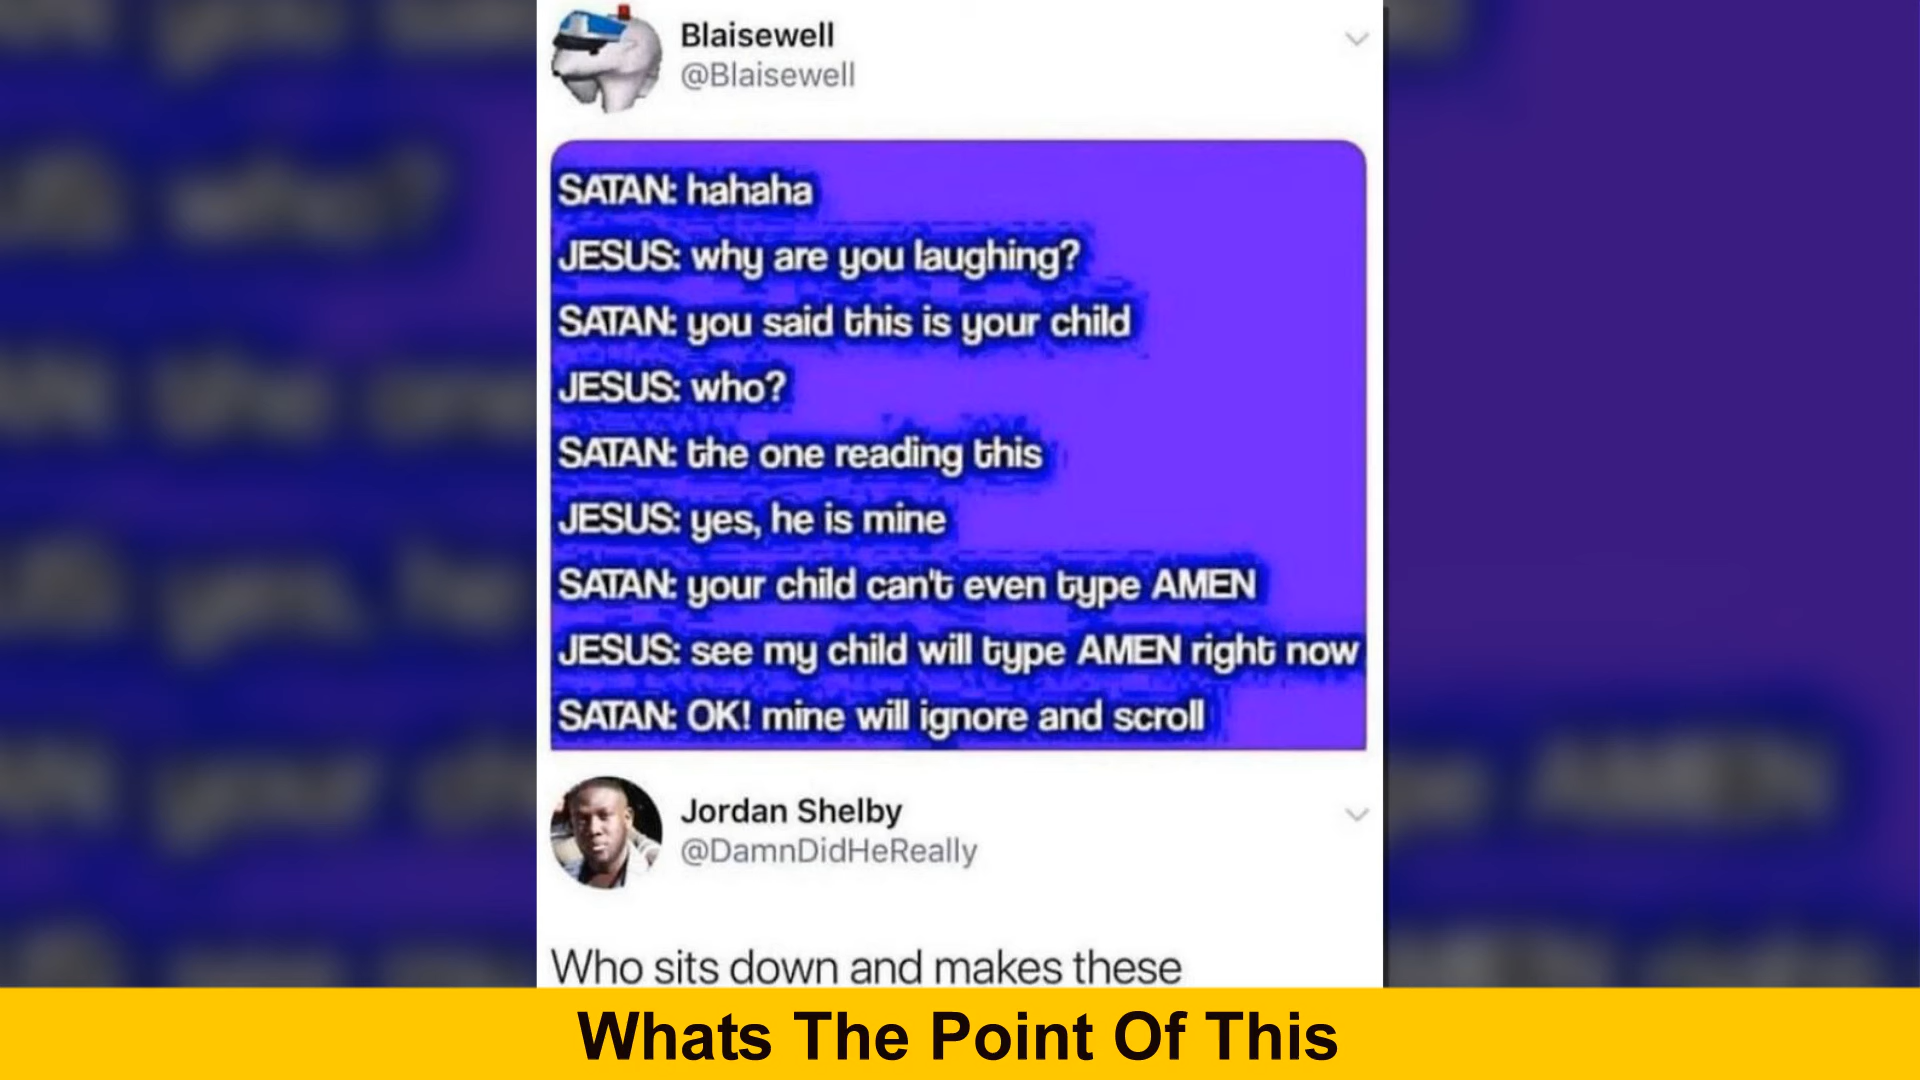 Blaisewell
@Blaisewell
SATAN: hahaha
JESUS: why are you laughing?
SATAN: you said this is your child
JESUS: who?
SATAN: the one reading this
JESUS: yes, he is mine
SATAN: your child can't even type AMEN
JESUS: see my child will type AMEN right now
SATAN: OK! mine will ignore and scroll
Jordan Shelby
@DamnDidHeReally
Who sits down and makes these
Whats The Point Of This